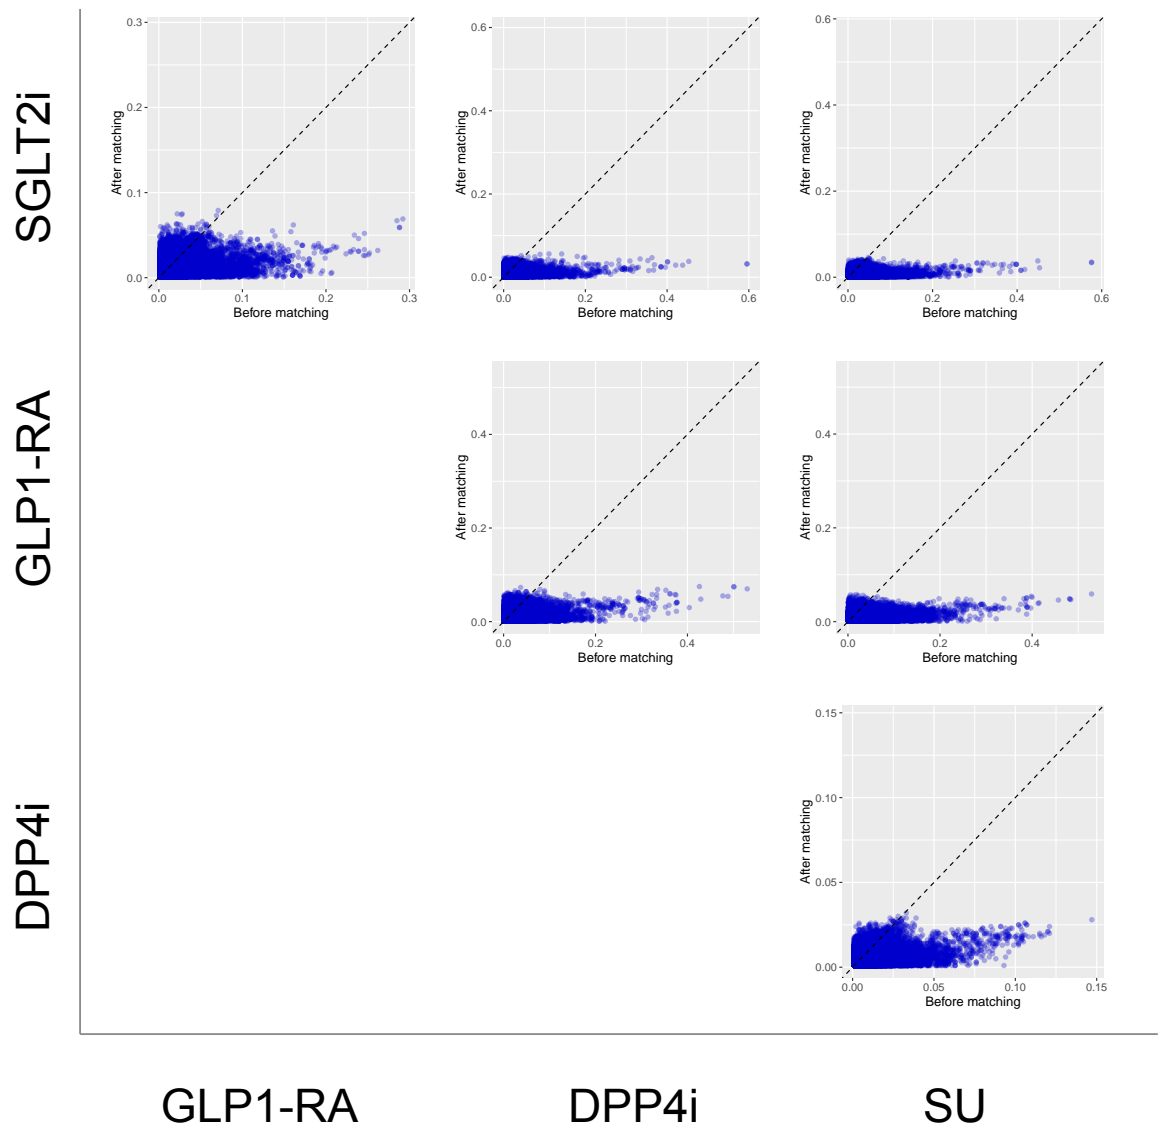 SGLT2i
After matching
0.3
0.2
0.1
0.0
0.0 0.1 0.2 0.3
Before matching
After matching
0.6
0.4
0.2
0.0
0.0 0.2 0.4 0.6
Before matching
After matching
0.6
0.4
0.2
0.0
0.0 0.2 0.4 0.6
Before matching
GLP1-RA
After matching
0.4
0.2
0.0
0.0 0.2 0.4
Before matching
After matching
0.4
0.2
0.0
0.0 0.2 0.4
Before matching
DPP4i
After matching
0.15
0.10
0.05
0.00
0.00 0.05 0.10 0.15
Before matching
GLP1-RA DPP4i SU